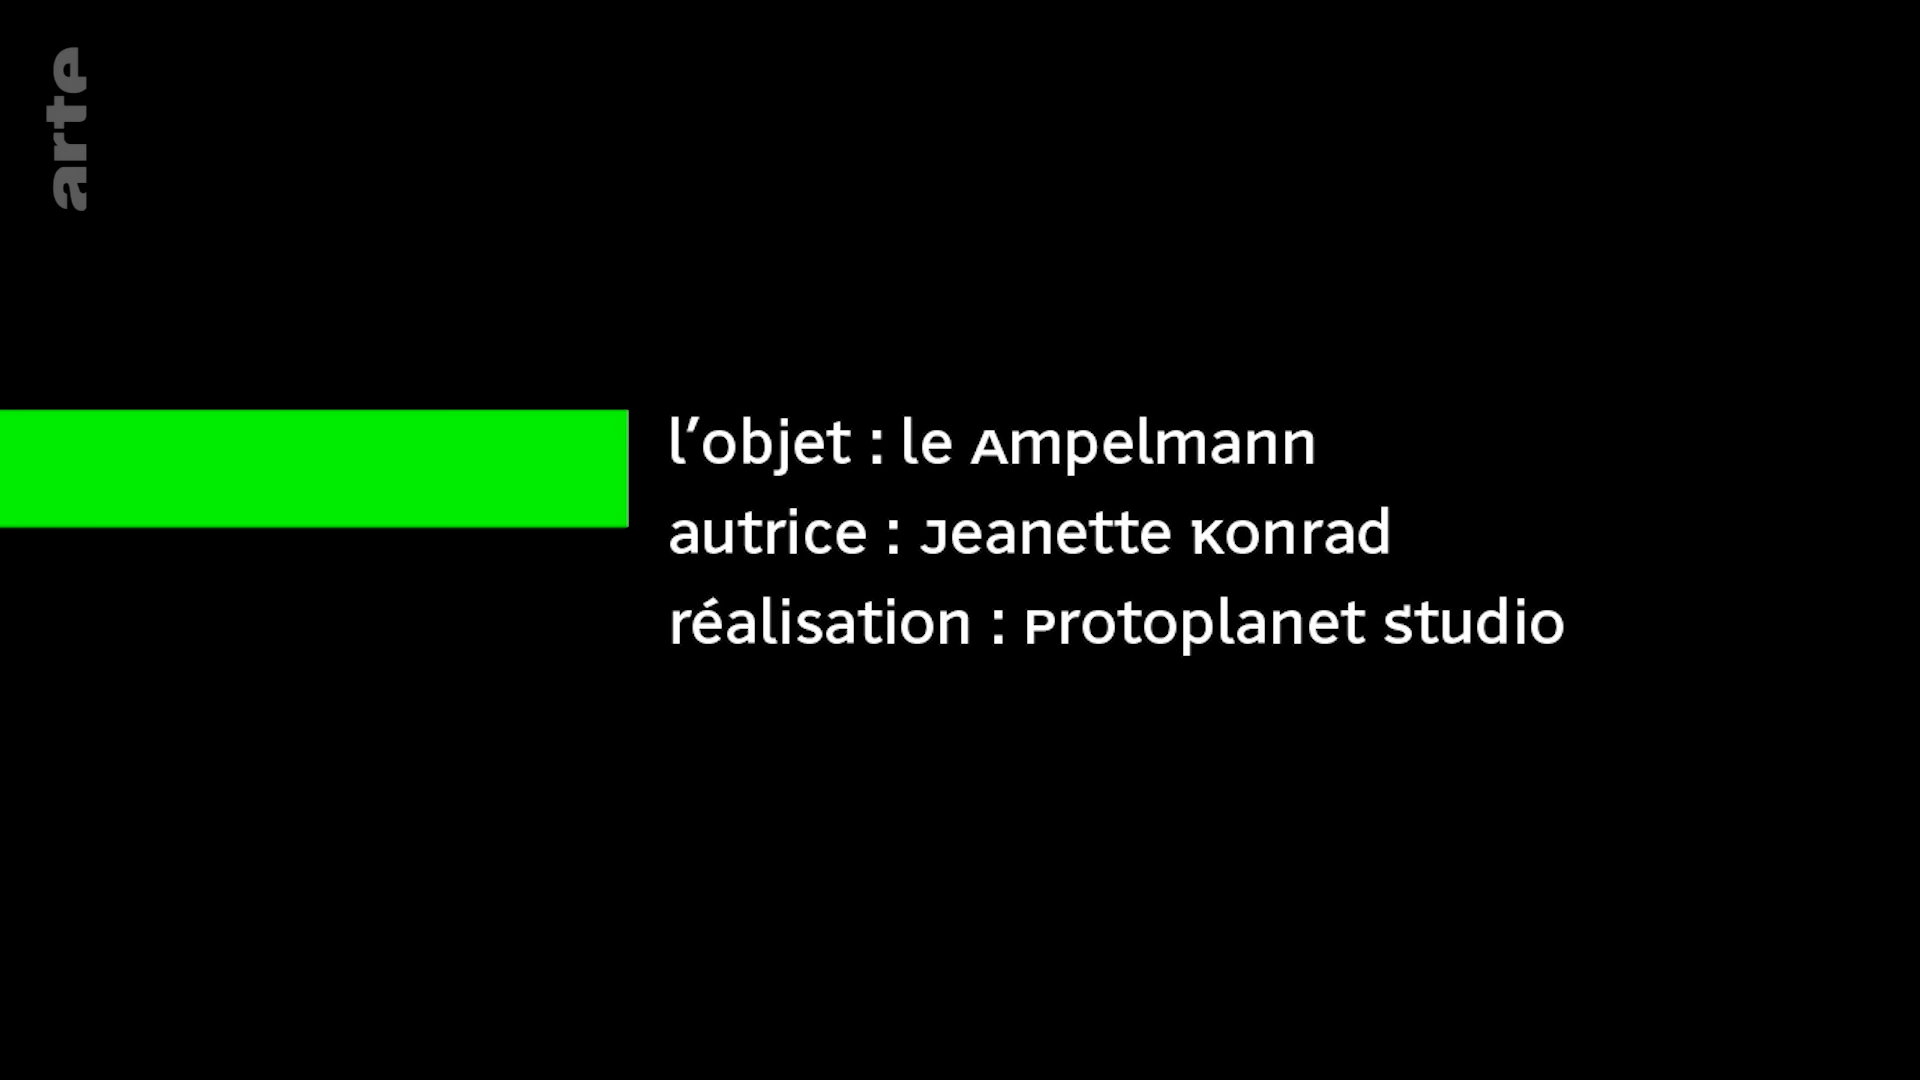 arte
l'objet : le Ampelmann
autrice : Jeanette Konrad
réalisation : Protoplanet Studio